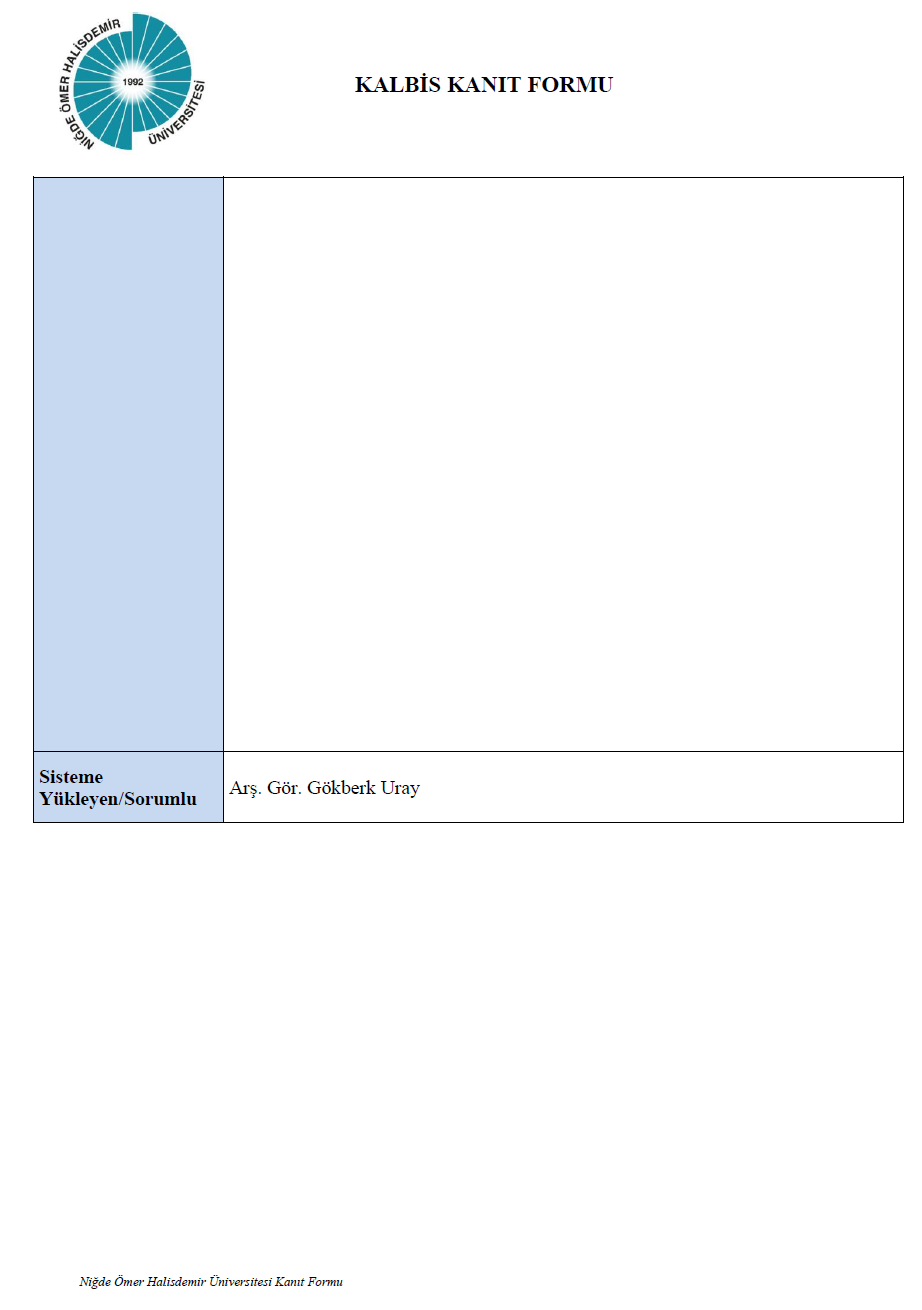 NİĞDE ÖMER HALİSDEMİR
ÜNİVERSİTESİ
1992
KALBİS KANIT FORMU
Sisteme
Yükleyen/Sorumlu
Arş. Gör. Gökberk Uray
Niğde Ömer Halisdemir Üniversitesi Kanıt Formu